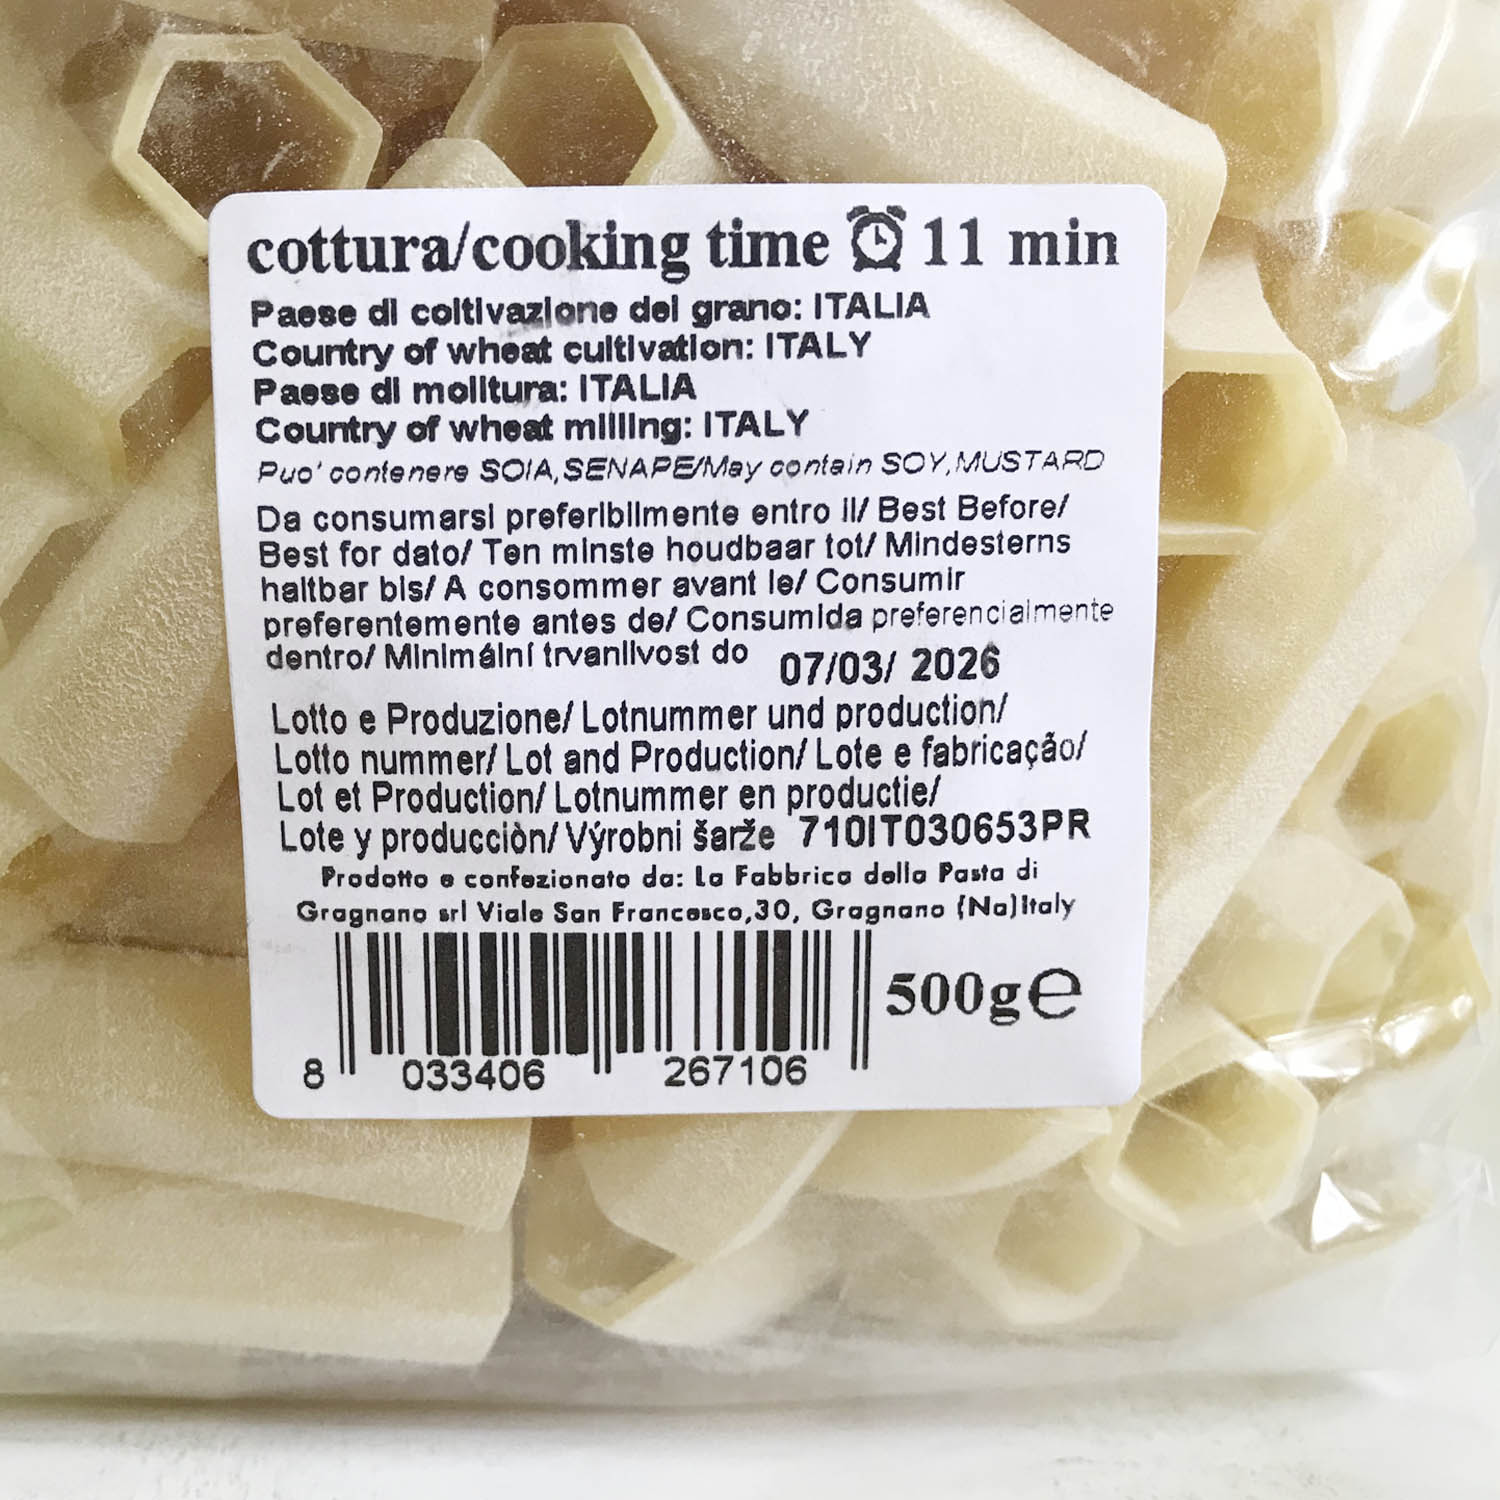 cottura/cooking time 11 min
Paese di coltivazione del grano: ITALIA
Country of wheat cultivation: ITALY
Paese di molitura: ITALIA
Country of wheat milling: ITALY
Puo' contenere SOIA,SENAPE/May contain SOY,MUSTARD
Da consumarsi preferibilmente entro il/ Best Before/
Best for dato/ Ten minste houdbaar tot/ Mindesterns
haltbar bis/ A consommer avant le/ Consumir
preferentemente antes de/ Consumida preferencialmente
dentro/ Minimální trvanlivost do 07/03/ 2026
Lotto e Produzione/ Lotnummer und production/
Lotto nummer/ Lot and Production/ Lote e fabricação/
Lot et Production/ Lotnummer en productie/
Lote y producciòn/ Výrobni šarže 710IT030653PR
Prodotto e confezionato da: La Fabbrica della Pasta di
Gragnano srl Viale San Francesco,30, Gragnano (Na)Italy
500g℮
8 033406 267106